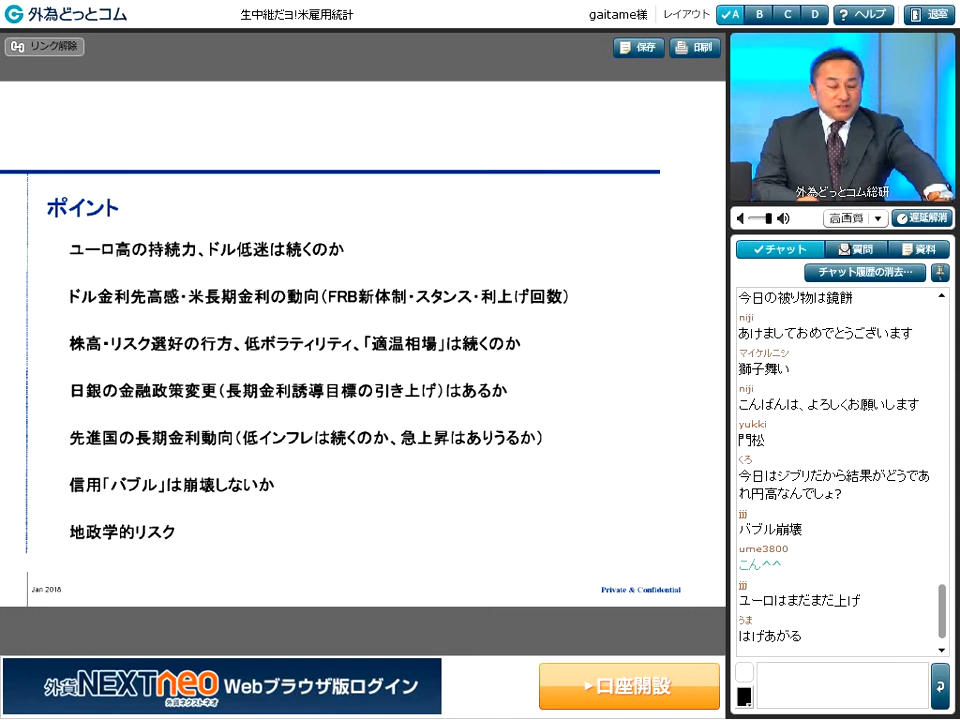 外為どっとコム
生中継だヨ!米雇用統計
gaitame様
レイアウト
A B C D
? ヘルプ
退室
リンク解除
保存
印刷
外為どっとコム総研
高画質
遅延解消
チャット
質問
資料
チャット履歴の消去…
ポイント
ユーロ高の持続力、ドル低迷は続くのか
ドル金利先高感・米長期金利の動向(FRB新体制・スタンス・利上げ回数)
株高・リスク選好の行方、低ボラティリティ、「適温相場」は続くのか
日銀の金融政策変更(長期金利誘導目標の引き上げ)はあるか
先進国の長期金利動向(低インフレは続くのか、急上昇はありうるか)
信用「バブル」は崩壊しないか
地政学的リスク
Jan 2018
Private & Confidential
今日の被り物は鏡餅
niji
あけましておめでとうございます
マイケルニシ
獅子舞い
niji
こんばんは、よろしくお願いします
yukki
門松
くろ
今日はジブリだから結果がどうであ
れ円高なんでしょ?
jjj
バブル崩壊
ume3800
こん^^
jjj
ユーロはまだまだ上げ
うま
はげあがる
外貨NEXTneo
外貨ネクストネオ
Webブラウザ版ログイン
口座開設